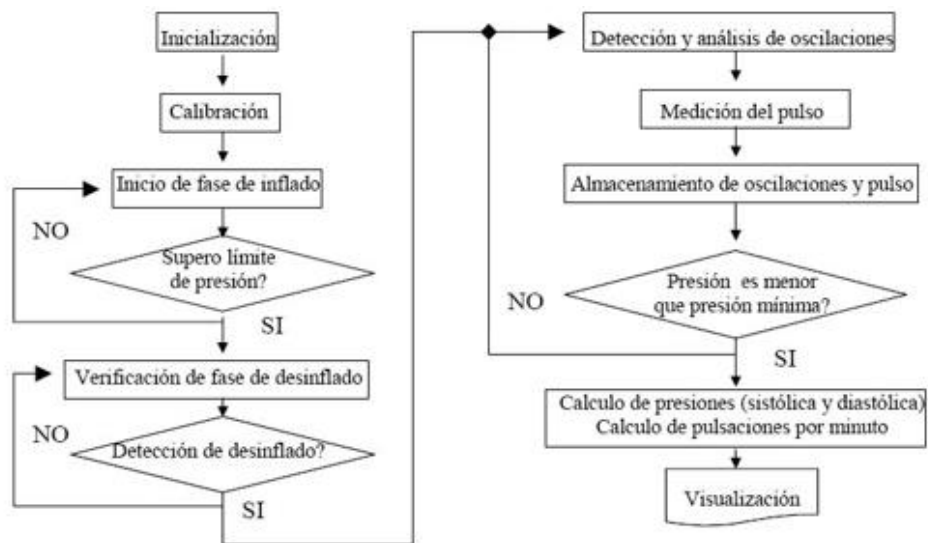 Inicialización
Calibración
Inicio de fase de inflado
NO
Supero límite
de presión?
SI
Verificación de fase de desinflado
NO
Detección de desinflado?
SI
Detección y análisis de oscilaciones
Medición del pulso
Almacenamiento de oscilaciones y pulso
Presión es menor
que presión mínima?
NO
SI
Calculo de presiones (sistólica y diastólica)
Calculo de pulsaciones por minuto
Visualización